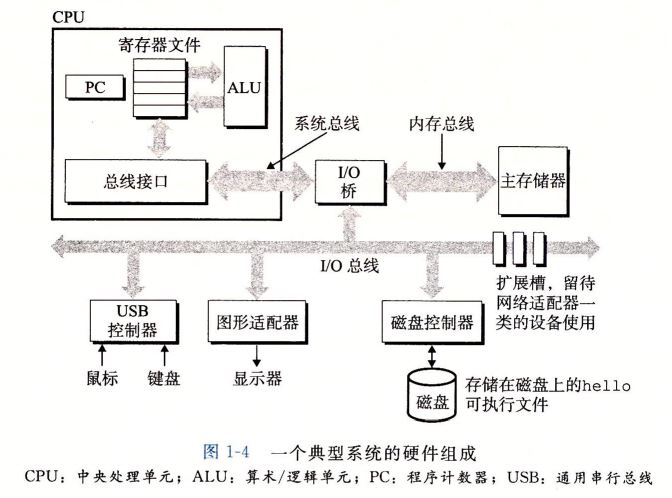 CPU
寄存器文件
PC
ALU
系统总线
内存总线
总线接口
I/O
桥
主存储器
I/O 总线
扩展槽，留待
网络适配器一
类的设备使用
USB
控制器
图形适配器
磁盘控制器
鼠标
键盘
显示器
磁盘
存储在磁盘上的hello
可执行文件
图 1-4 一个典型系统的硬件组成
CPU：中央处理单元；ALU：算术/逻辑单元；PC：程序计数器；USB：通用串行总线